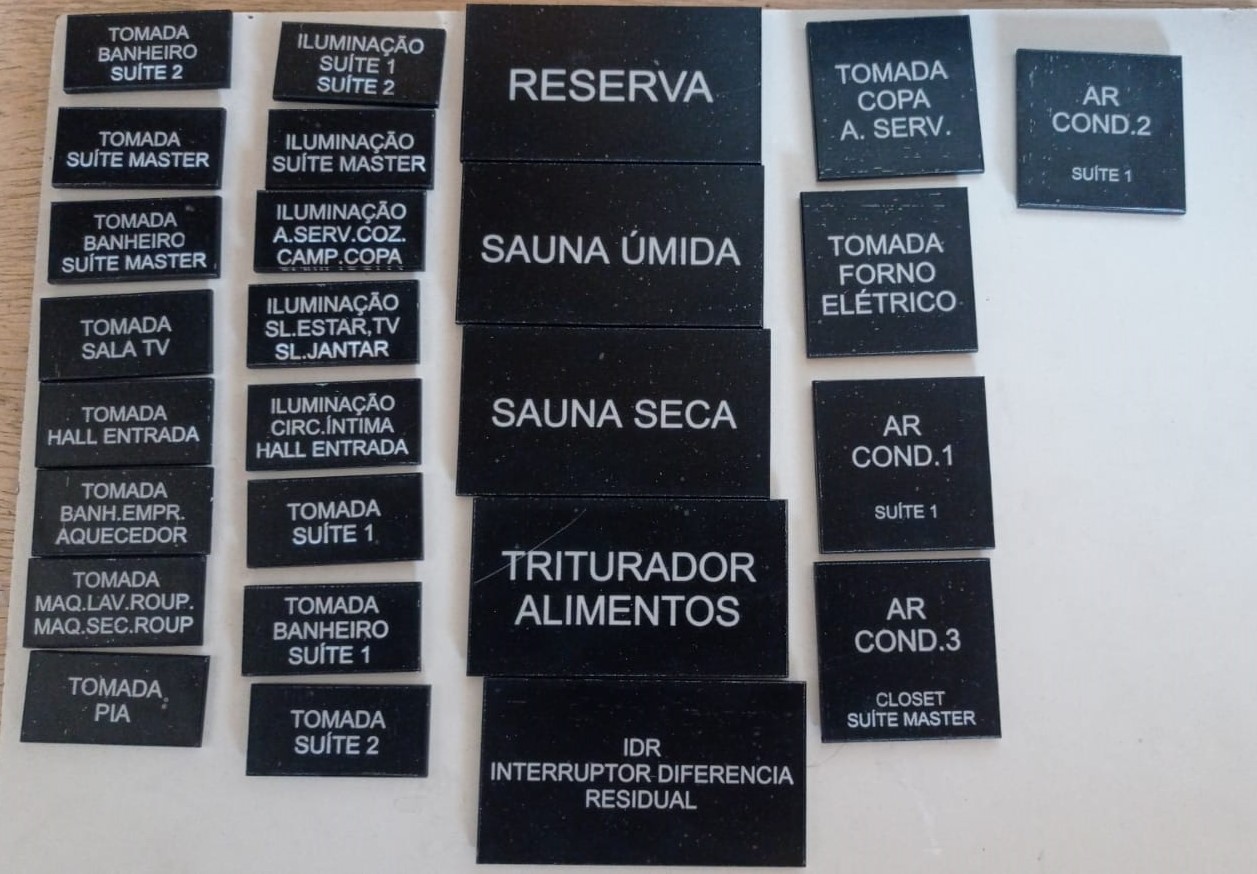 TOMADA
BANHEIRO
SUÍTE 2
TOMADA
SUÍTE MASTER
TOMADA
BANHEIRO
SUÍTE MASTER
TOMADA
SALA TV
TOMADA
HALL ENTRADA
TOMADA
BANH.EMPR.
AQUECEDOR
TOMADA
MAQ.LAV.ROUP.
MAQ.SEC.ROUP
TOMADA
PIA
ILUMINAÇÃO
SUÍTE 1
SUÍTE 2
ILUMINAÇÃO
SUÍTE MASTER
ILUMINAÇÃO
A.SERV.COZ.
CAMP.COPA
ILUMINAÇÃO
SL.ESTAR,TV
SL.JANTAR
ILUMINAÇÃO
CIRC.ÍNTIMA
HALL ENTRADA
TOMADA
SUÍTE 1
TOMADA
BANHEIRO
SUÍTE 1
TOMADA
SUÍTE 2
RESERVA
SAUNA ÚMIDA
SAUNA SECA
TRITURADOR
ALIMENTOS
IDR
INTERRUPTOR DIFERENCIA
RESIDUAL
TOMADA
COPA
A. SERV.
TOMADA
FORNO
ELÉTRICO
AR
COND.1
SUÍTE 1
AR
COND.3
CLOSET
SUÍTE MASTER
AR
COND.2
SUÍTE 1